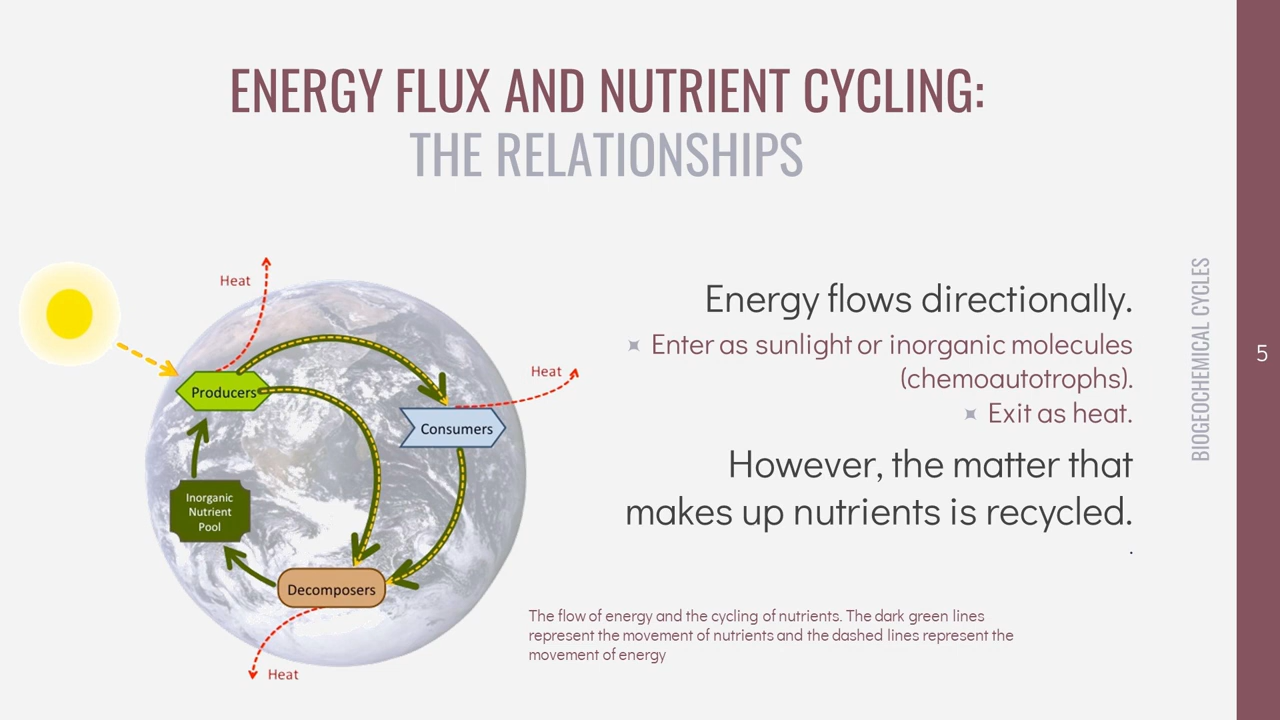 ENERGY FLUX AND NUTRIENT CYCLING:
THE RELATIONSHIPS
Heat
Producers
Heat
Consumers
Inorganic
Nutrient
Pool
Decomposers
Heat
Energy flows directionally.
Enter as sunlight or inorganic molecules
(chemoautotrophs).
Exit as heat.
However, the matter that
makes up nutrients is recycled.
.
The flow of energy and the cycling of nutrients. The dark green lines
represent the movement of nutrients and the dashed lines represent the
movement of energy
BIOGEOCHEMICAL CYCLES
5